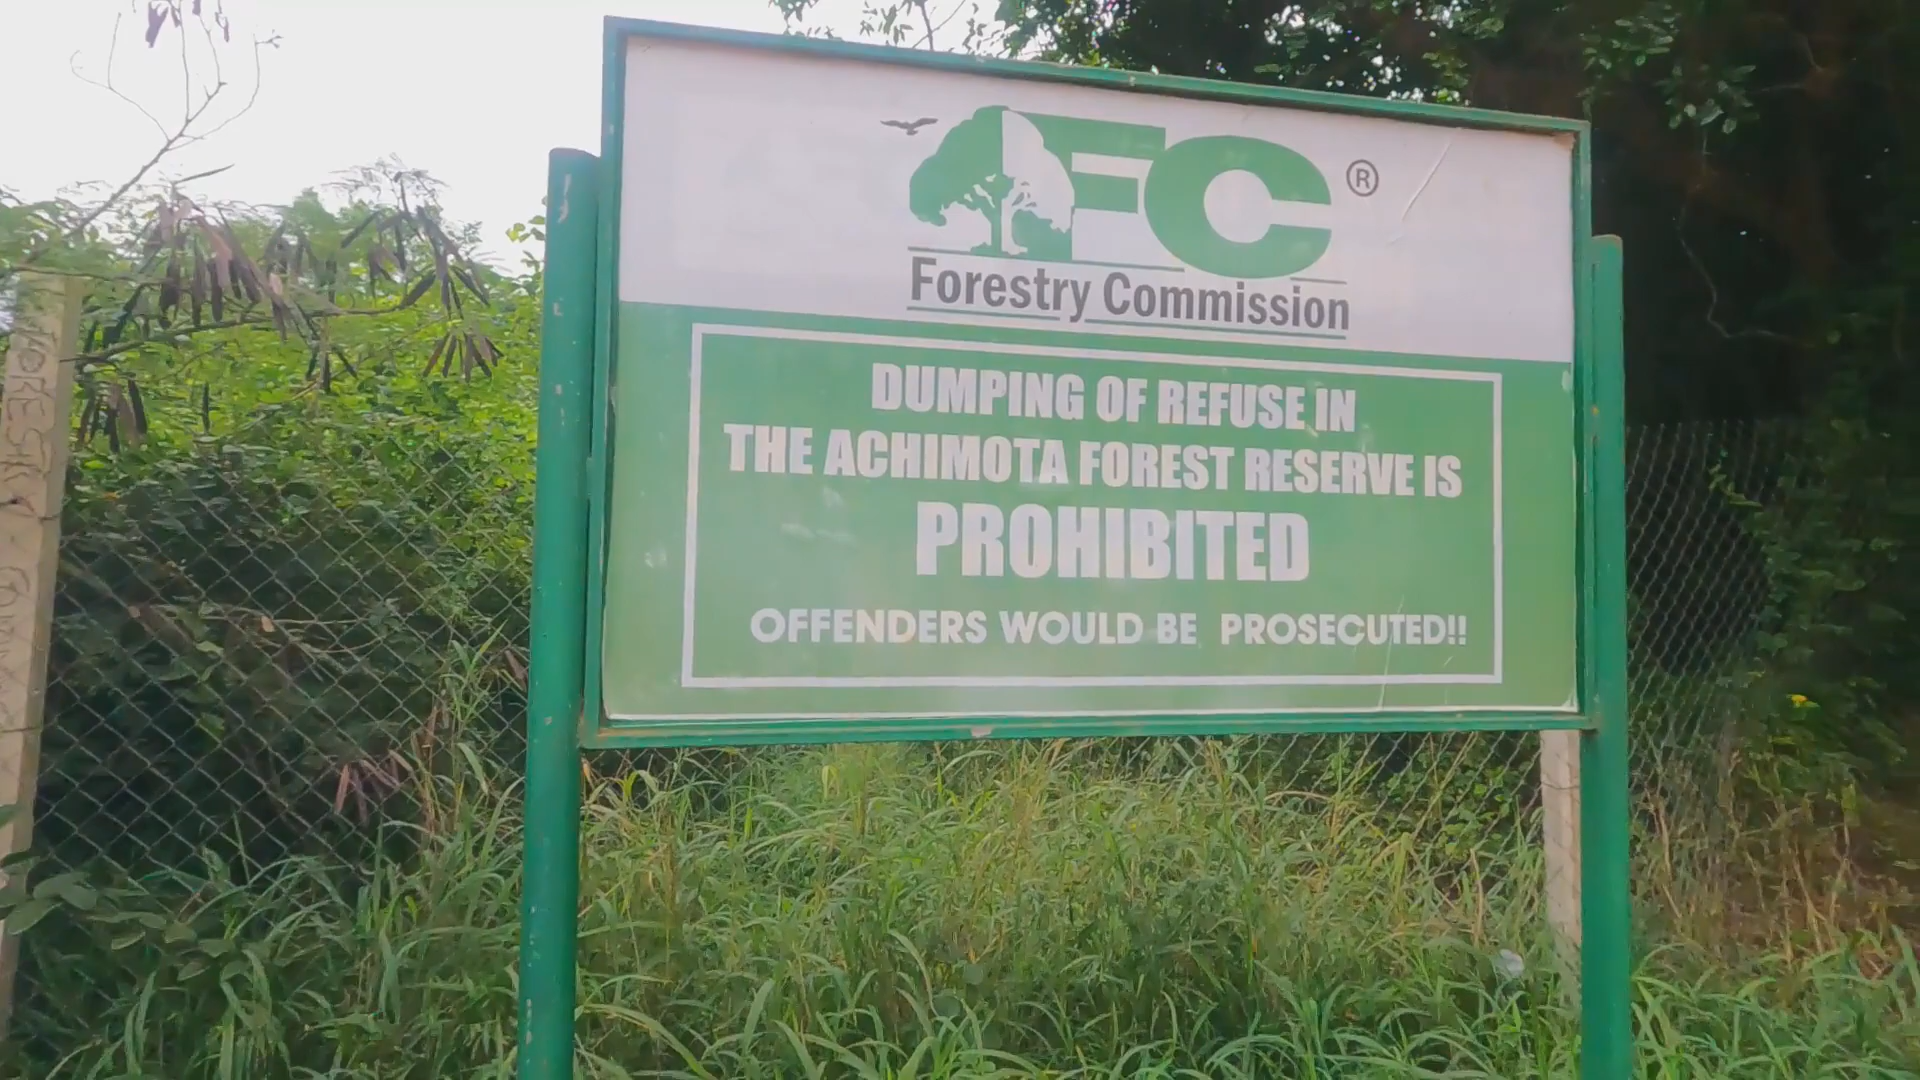 FC ®
Forestry Commission
DUMPING OF REFUSE IN
THE ACHIMOTA FOREST RESERVE IS
PROHIBITED
OFFENDERS WOULD BE PROSECUTED!!